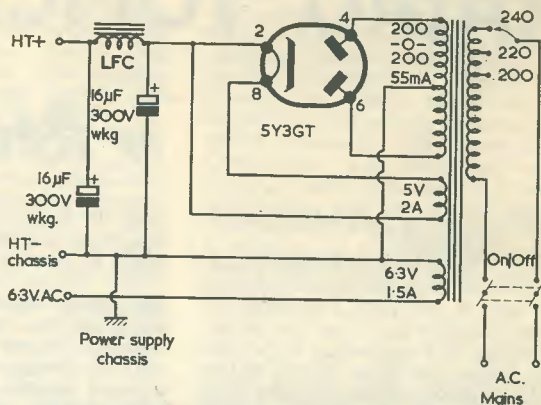 HT+
LFC
16µF
300V
wkg
+
16µF
300V
wkg.
+
HT-
chassis
6·3V.AC.
Power supply
chassis
2
8
4
6
5Y3GT
200
-0-
200
55mA
5V
2A
6·3V
1·5A
240
220
200
On/Off
A.C.
Mains